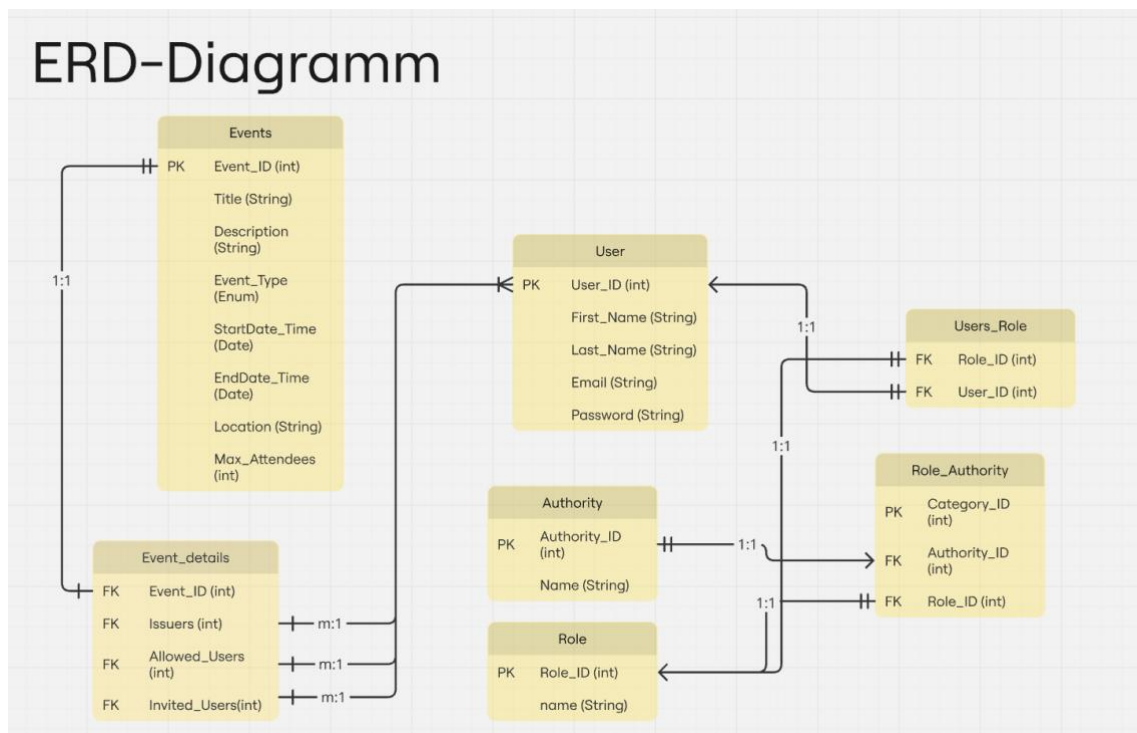 ERD-Diagramm
Events
PK Event_ID (int)
Title (String)
Description
(String)
Event_Type
(Enum)
StartDate_Time
(Date)
EndDate_Time
(Date)
Location (String)
Max_Attendees
(int)
1:1
Event_details
FK Event_ID (int)
FK Issuers (int)
FK Allowed_Users
(int)
FK Invited_Users(int)
m:1
m:1
m:1
User
PK User_ID (int)
First_Name (String)
Last_Name (String)
Email (String)
Password (String)
1:1
Users_Role
FK Role_ID (int)
FK User_ID (int)
1:1
Authority
PK Authority_ID
(int)
Name (String)
1:1
Role_Authority
PK Category_ID
(int)
FK Authority_ID
(int)
FK Role_ID (int)
1:1
Role
PK Role_ID (int)
name (String)